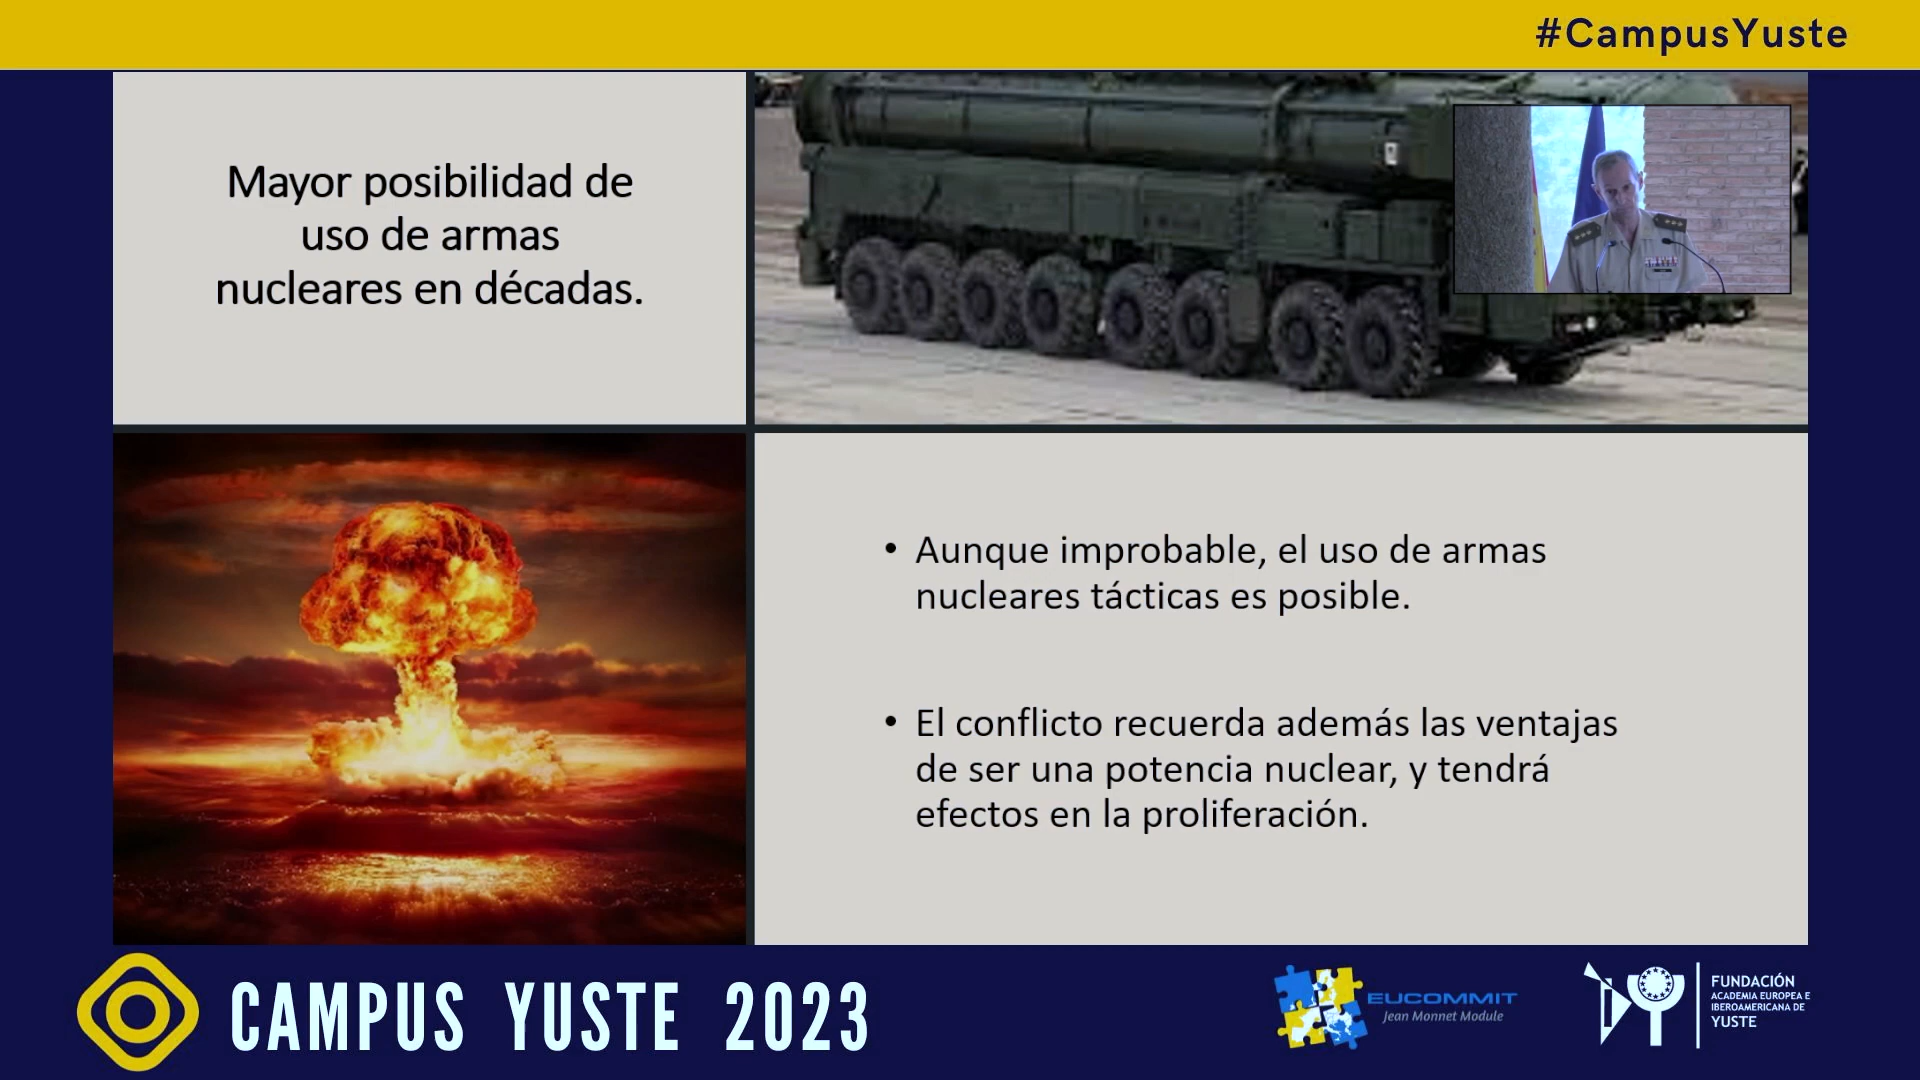 #CampusYuste
Mayor posibilidad de
uso de armas
nucleares en décadas.
• Aunque improbable, el uso de armas
nucleares tácticas es posible.
• El conflicto recuerda además las ventajas
de ser una potencia nuclear, y tendrá
efectos en la proliferación.
CAMPUS YUSTE 2023
EUCOMMIT
Jean Monnet Module
FUNDACIÓN
ACADEMIA EUROPEA E
IBEROAMERICANA DE
YUSTE